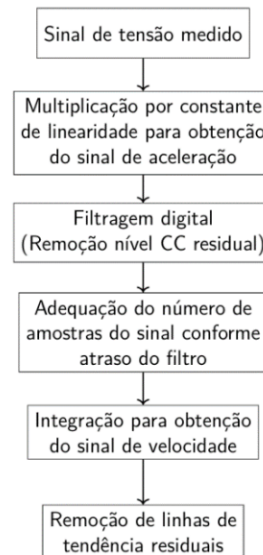 Sinal de tensão medido
Multiplicação por constante
de linearidade para obtenção
do sinal de aceleração
Filtragem digital
(Remoção nível CC residual)
Adequação do número de
amostras do sinal conforme
atraso do filtro
Integração para obtenção
do sinal de velocidade
Remoção de linhas de
tendência residuais